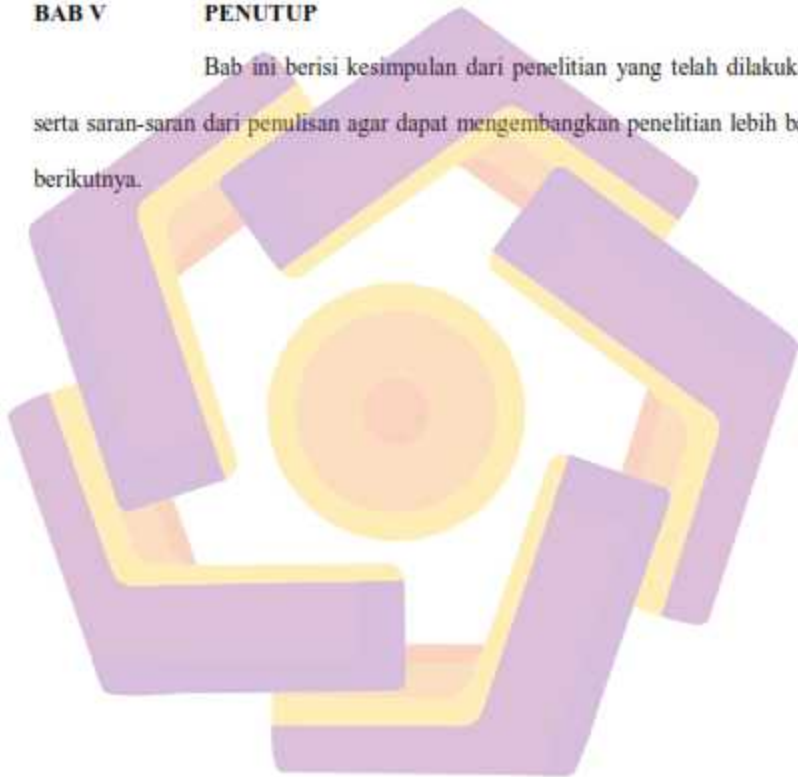 BAB V PENUTUP
Bab ini berisi kesimpulan dari penelitian yang telah dilakuk
serta saran-saran dari penulisan agar dapat mengembangkan penelitian lebih b
berikutnya.